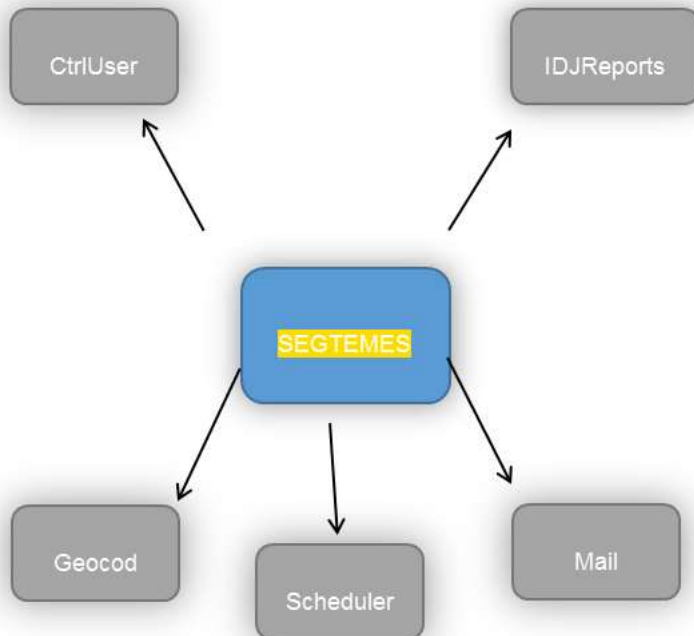 CtrlUser
IDJReports
SEGTEMES
Geocod
Scheduler
Mail